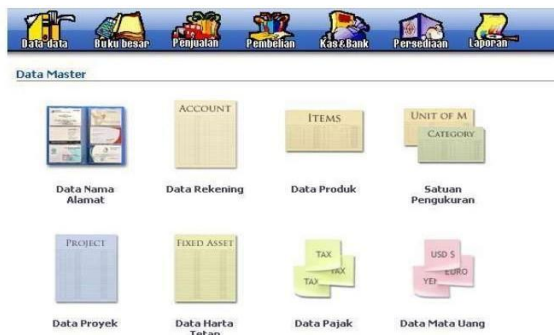 Data-data Buku besar Penjualan Pembelian Kas & Bank Persediaan Laporan
Data Master
ACCOUNT
ITEMS
UNIT OF M
CATEGORY
Data Nama
Alamat
Data Rekening
Data Produk
Satuan
Pengukuran
PROJECT
FIXED ASSET
TAX
TAX
TAX
USD $
EURO
YEN
Data Proyek
Data Harta
Tetap
Data Pajak
Data Mata Uang